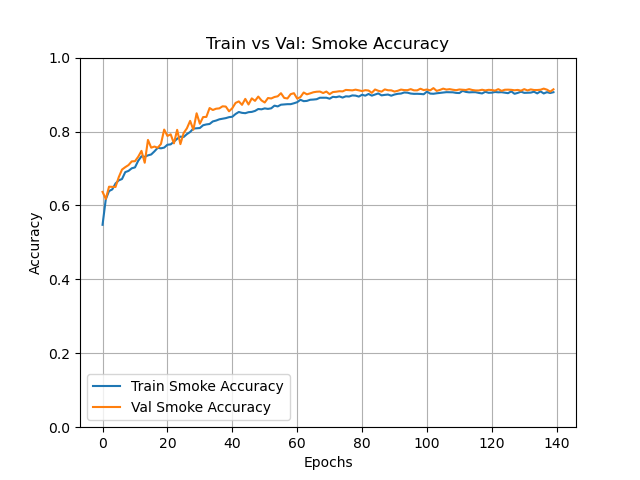 Train vs Val: Smoke Accuracy
1.0
0.8
0.6
0.4
0.2
0.0
Accuracy
Train Smoke Accuracy
Val Smoke Accuracy
0 20 40 60 80 100 120 140
Epochs